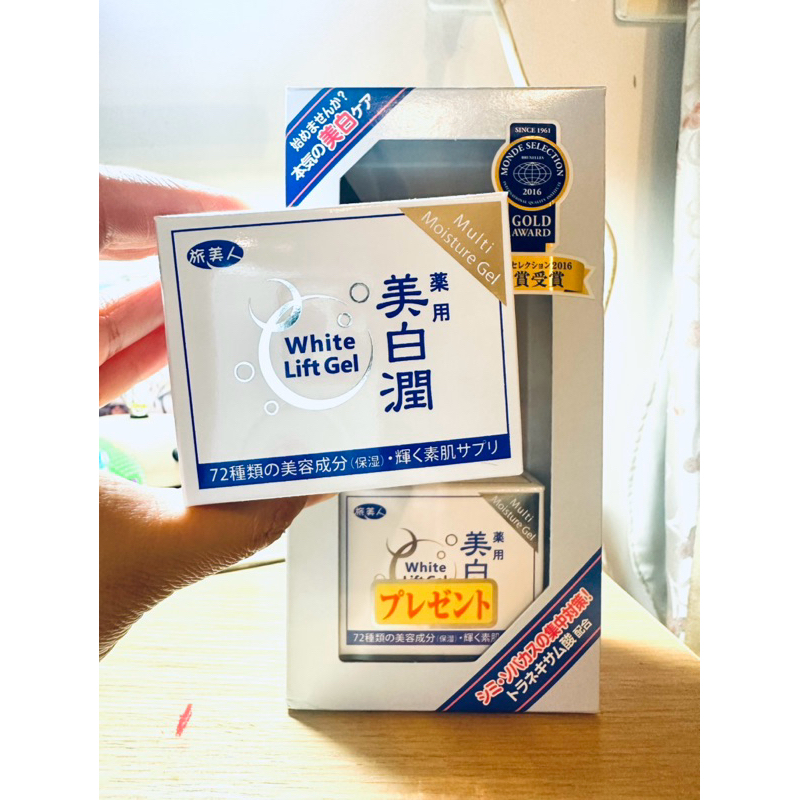 始めませんか?
本気の美白ケア
SINCE 1961
MONDE SELECTION
BRUXELLES
2016
GOLD
AWARD
セレクション2016
賞受賞
旅美人
Multi
Moisture Gel
薬用
美白潤
White
Lift Gel
72種類の美容成分(保湿)・輝く素肌サプリ
旅美人
Multi
Moisture Gel
薬用
美白
White
Lift Gel
プレゼント
72種類の美容成分(保湿)・輝く素肌
シミ・ソバカスの集中対策!
トラネキサム酸 配合